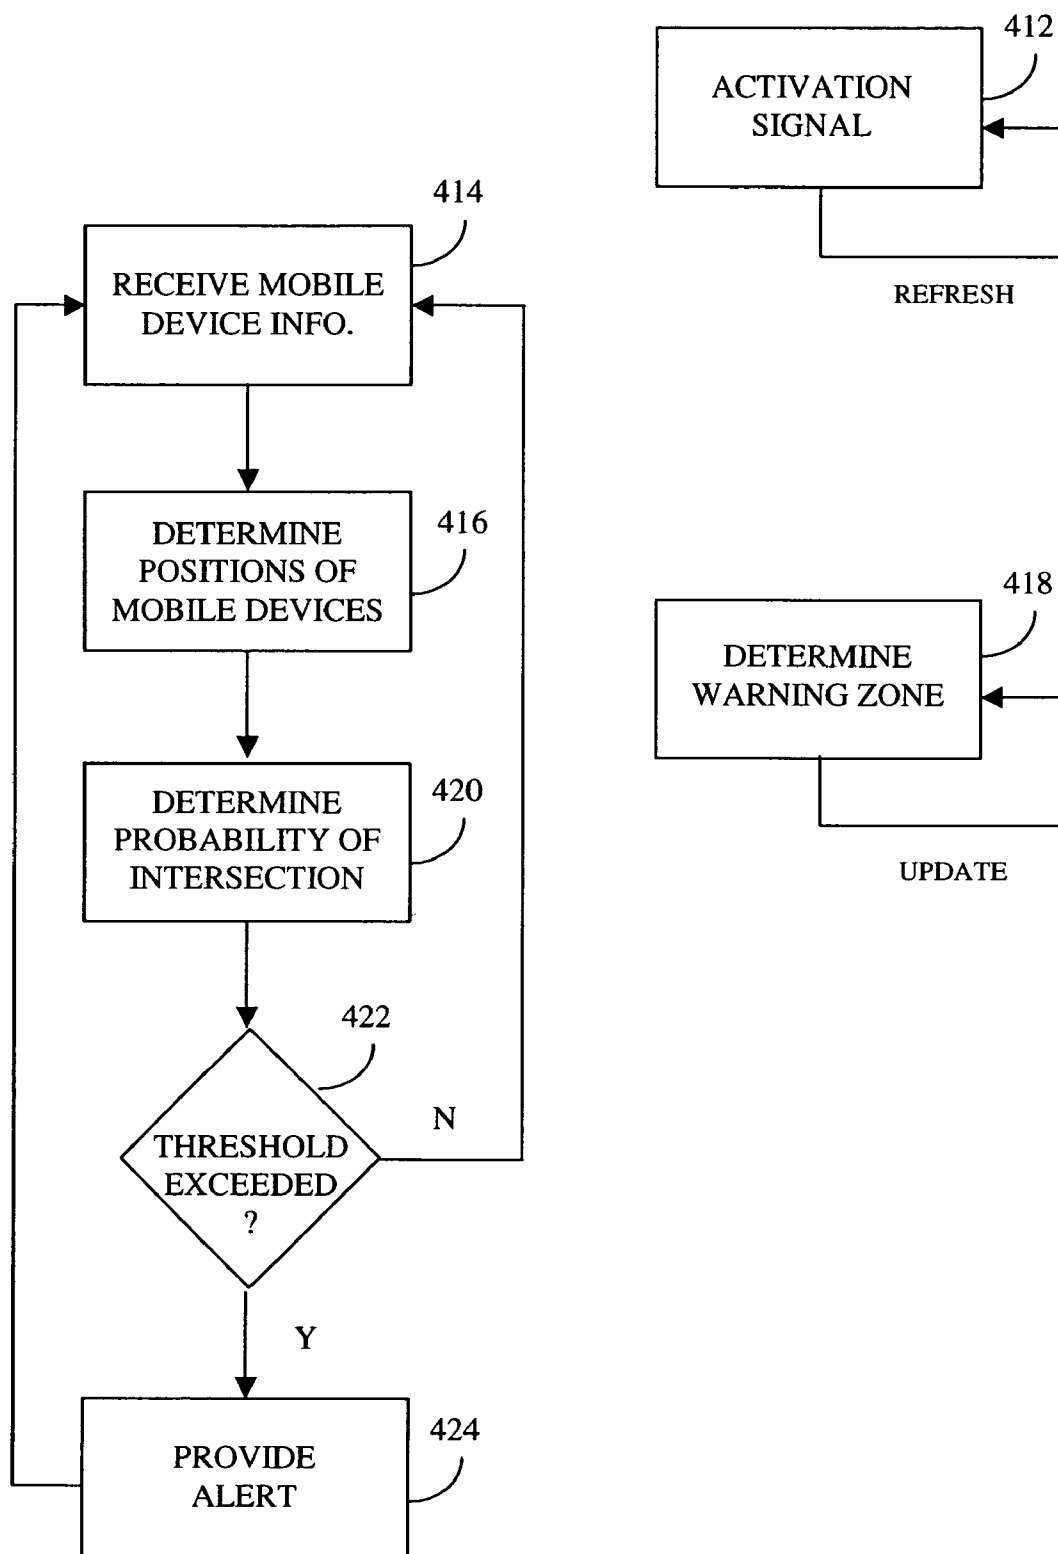 412
ACTIVATION
SIGNAL
REFRESH
414
RECEIVE MOBILE
DEVICE INFO.
416
DETERMINE
POSITIONS OF
MOBILE DEVICES
418
DETERMINE
WARNING ZONE
UPDATE
420
DETERMINE
PROBABILITY OF
INTERSECTION
422
THRESHOLD
EXCEEDED
?
N
Y
424
PROVIDE
ALERT